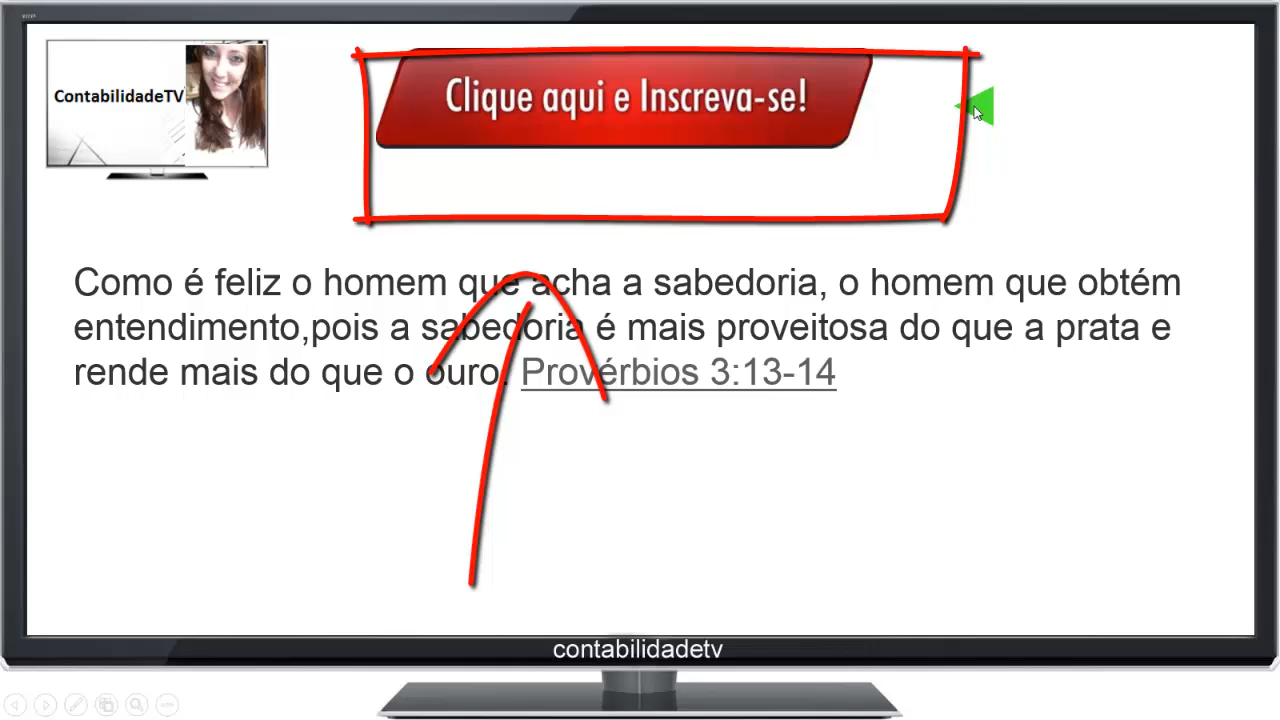 ContabilidadeTV
Clique aqui e Inscreva-se!
Como é feliz o homem que acha a sabedoria, o homem que obtém
entendimento,pois a sabedoria é mais proveitosa do que a prata e
rende mais do que o ouro. Provérbios 3:13-14
contabilidadetv